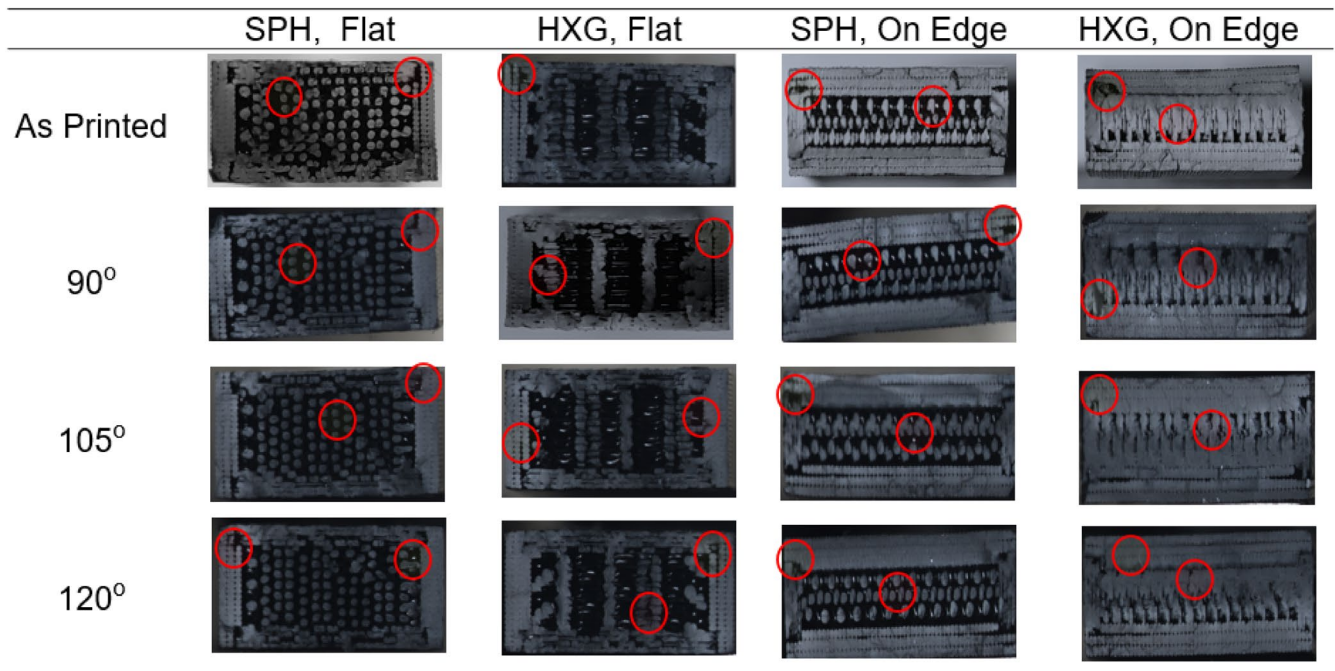 SPH, Flat HXG, Flat SPH, On Edge HXG, On Edge
As Printed
90°
105°
120°